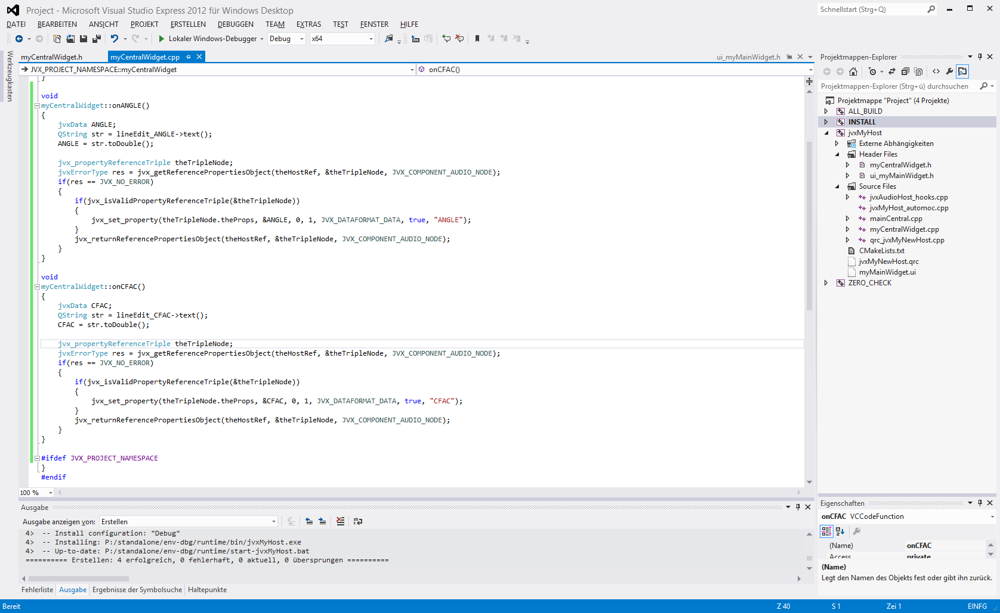 Project - Microsoft Visual Studio Express 2012 für Windows Desktop
Schnellstart (Strg+Q)
DATEI BEARBEITEN ANSICHT PROJEKT ERSTELLEN DEBUGGEN TEAM EXTRAS TEST FENSTER HILFE
Lokaler Windows-Debugger Debug x64
Werkzeugkasten
myCentralWidget.h myCentralWidget.cpp ui_myMainWidget.h
JVX_PROJECT_NAMESPACE::myCentralWidget onCFAC()
}
void
myCentralWidget::onANGLE()
{
jvxData ANGLE;
QString str = lineEdit_ANGLE->text();
ANGLE = str.toDouble();
jvx_propertyReferenceTriple theTripleNode;
jvxErrorType res = jvx_getReferencePropertiesObject(theHostRef, &theTripleNode, JVX_COMPONENT_AUDIO_NODE);
if(res == JVX_NO_ERROR)
{
if(jvx_isValidPropertyReferenceTriple(&theTripleNode))
{
jvx_set_property(theTripleNode.theProps, &ANGLE, 0, 1, JVX_DATAFORMAT_DATA, true, "ANGLE");
}
jvx_returnReferencePropertiesObject(theHostRef, &theTripleNode, JVX_COMPONENT_AUDIO_NODE);
}
}
void
myCentralWidget::onCFAC()
{
jvxData CFAC;
QString str = lineEdit_CFAC->text();
CFAC = str.toDouble();
jvx_propertyReferenceTriple theTripleNode;
jvxErrorType res = jvx_getReferencePropertiesObject(theHostRef, &theTripleNode, JVX_COMPONENT_AUDIO_NODE);
if(res == JVX_NO_ERROR)
{
if(jvx_isValidPropertyReferenceTriple(&theTripleNode))
{
jvx_set_property(theTripleNode.theProps, &CFAC, 0, 1, JVX_DATAFORMAT_DATA, true, "CFAC");
}
jvx_returnReferencePropertiesObject(theHostRef, &theTripleNode, JVX_COMPONENT_AUDIO_NODE);
}
}
#ifdef JVX_PROJECT_NAMESPACE
}
#endif
100 %
Ausgabe
Ausgabe anzeigen von: Erstellen
4> -- Install configuration: "Debug"
4> -- Installing: P:/standalone/env-dbg/runtime/bin/jvxMyHost.exe
4> -- Up-to-date: P:/standalone/env-dbg/runtime/start-jvxMyHost.bat
========== Erstellen: 4 erfolgreich, 0 fehlerhaft, 0 aktuell, 0 übersprungen ==========
Fehlerliste Ausgabe Ergebnisse der Symbolsuche Haltepunkte
Projektmappen-Explorer
Projektmappen-Explorer (Strg+ü) durchsuchen
Projektmappe "Project" (4 Projekte)
ALL_BUILD
INSTALL
jvxMyHost
Externe Abhängigkeiten
Header Files
myCentralWidget.h
ui_myMainWidget.h
Source Files
jvxAudioHost_hooks.cpp
jvxMyHost_automoc.cpp
mainCentral.cpp
myCentralWidget.cpp
qrc_jvxMyNewHost.cpp
CMakeLists.txt
jvxMyNewHost.qrc
myMainWidget.ui
ZERO_CHECK
Eigenschaften
onCFAC VCCodeFunction
(Name) onCFAC
Access private
(Name)
Legt den Namen des Objekts fest oder gibt ihn zurück.
Bereit Z 40 S 1 Zei 1 EINFG